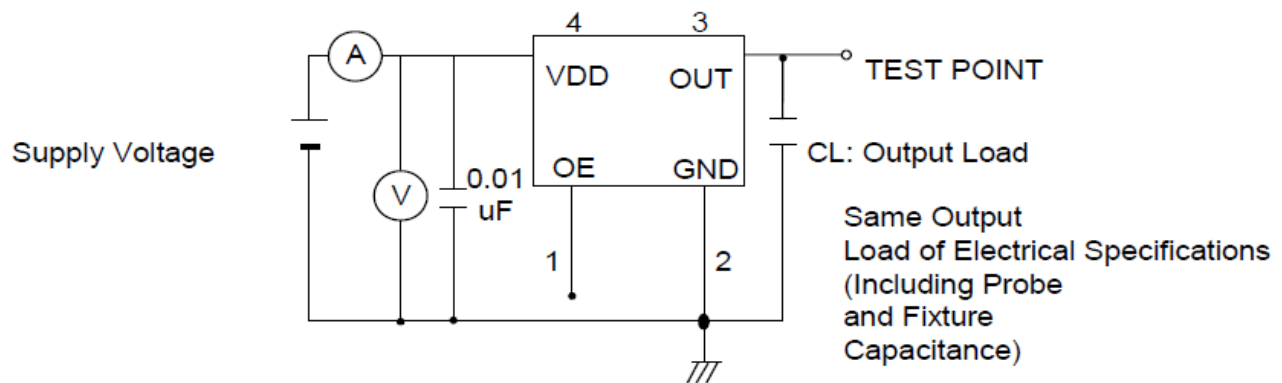 4
3
A
VDD
OUT
TEST POINT
Supply Voltage
CL: Output Load
OE
GND
V
0.01
uF
1
2
Same Output
Load of Electrical Specifications
(Including Probe
and Fixture
Capacitance)